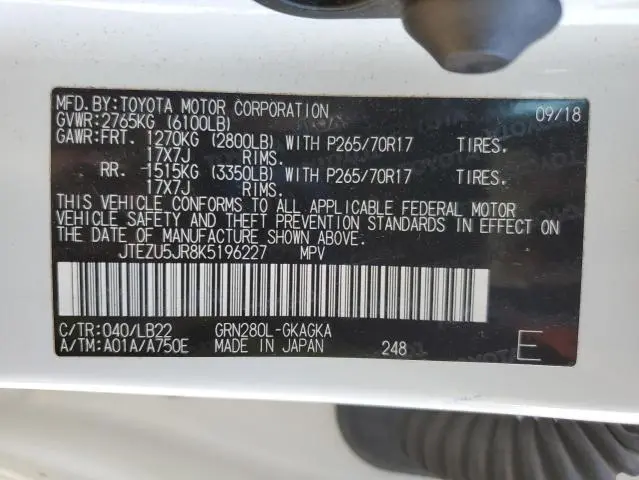 MFD.BY:TOYOTA MOTOR CORPORATION 09/18
GVWR:2765KG (6100LB)
GAWR:FRT. 1270KG (2800LB) WITH P265/70R17 TIRES.
17X7J RIMS.
RR. 1515KG (3350LB) WITH P265/70R17 TIRES.
17X7J RIMS.
THIS VEHICLE CONFORMS TO ALL APPLICABLE FEDERAL MOTOR
VEHICLE SAFETY AND THEFT PREVENTION STANDARDS IN EFFECT ON
THE DATE OF MANUFACTURE SHOWN ABOVE.
JTEZU5JR8K5196227 MPV
C/TR:040/LB22 GRN280L-GKAGKA
A/TM:A01A/A750E MADE IN JAPAN 248 E